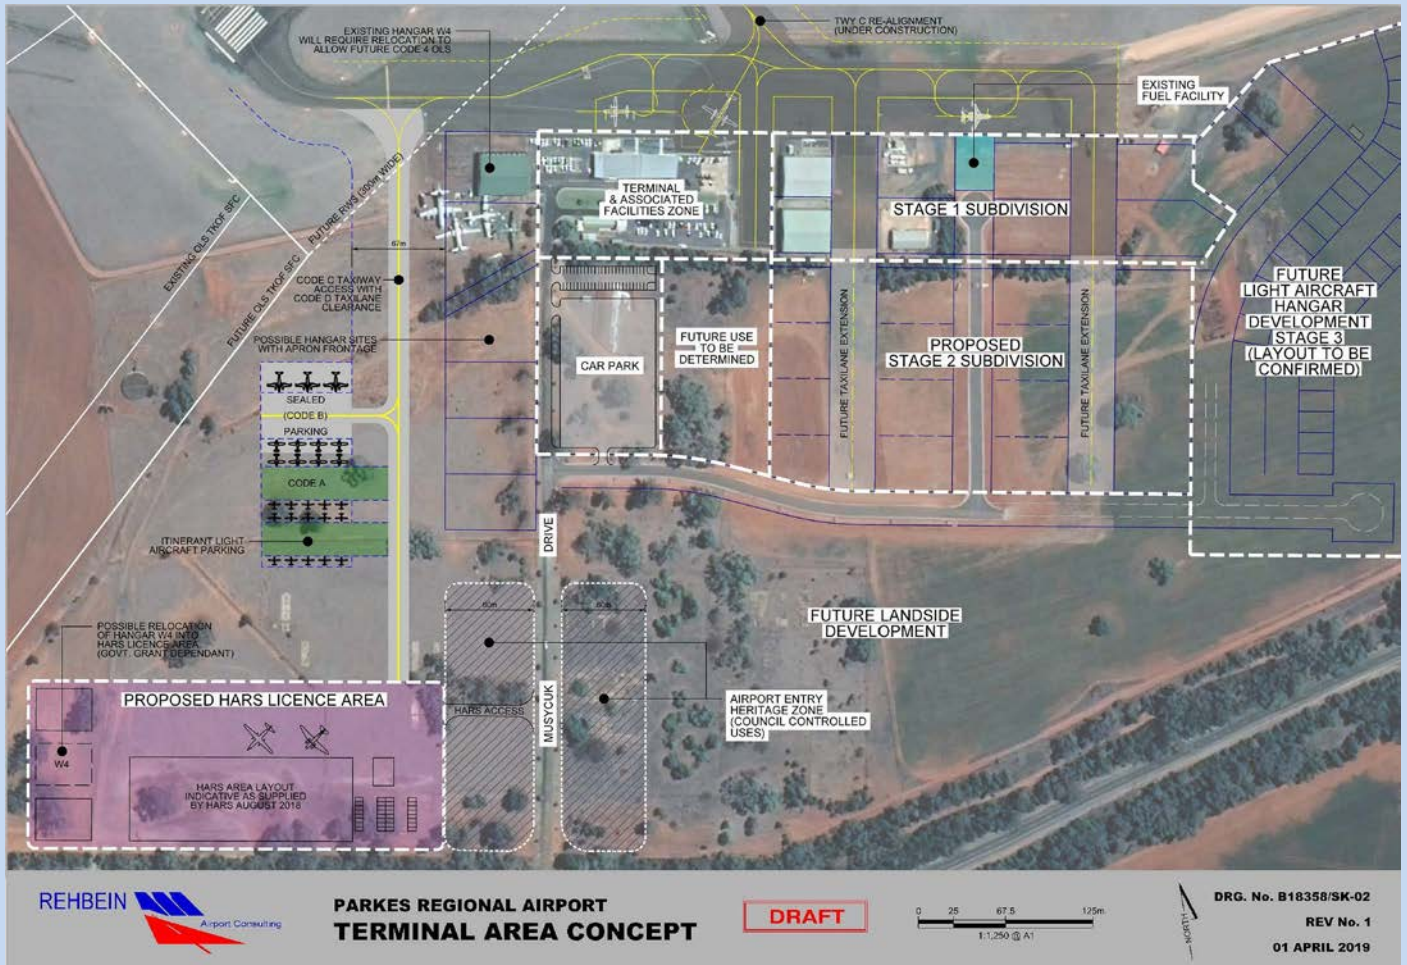 EXISTING HANGAR W4
WILL REQUIRE RELOCATION TO
ALLOW FUTURE CODE 4 OLS
TWY C RE-ALIGNMENT
(UNDER CONSTRUCTION)
EXISTING
FUEL FACILITY
TERMINAL
& ASSOCIATED
FACILITIES ZONE
STAGE 1 SUBDIVISION
EXISTING OLS TKOF SFC
FUTURE OLS TKOF SFC
FUTURE RWS (300m WIDE)
67m
CODE C TAXIWAY
ACCESS WITH
CODE D TAXILANE
CLEARANCE
POSSIBLE HANGAR SITES
WITH APRON FRONTAGE
CAR PARK
FUTURE USE
TO BE
DETERMINED
FUTURE TAXILANE EXTENSION
PROPOSED
STAGE 2 SUBDIVISION
FUTURE TAXILANE EXTENSION
FUTURE
LIGHT AIRCRAFT
HANGAR
DEVELOPMENT
STAGE 3
(LAYOUT TO BE
CONFIRMED)
SEALED
(CODE B)
PARKING
CODE A
ITINERANT LIGHT
AIRCRAFT PARKING
DRIVE
MUSYCUK
60m
60m
FUTURE LANDSIDE
DEVELOPMENT
POSSIBLE RELOCATION
OF HANGAR W4 INTO
HARS LICENCE AREA
(GOVT. GRANT DEPENDANT)
PROPOSED HARS LICENCE AREA
HARS ACCESS
AIRPORT ENTRY
HERITAGE ZONE
(COUNCIL CONTROLLED
USES)
W4
HARS AREA LAYOUT
INDICATIVE AS SUPPLIED
BY HARS AUGUST 2018
REHBEIN
Airport Consulting
PARKES REGIONAL AIRPORT
TERMINAL AREA CONCEPT
DRAFT
0 25 67.5 125m
1:1,250 @ A1
NORTH
DRG. No. B18358/SK-02
REV No. 1
01 APRIL 2019